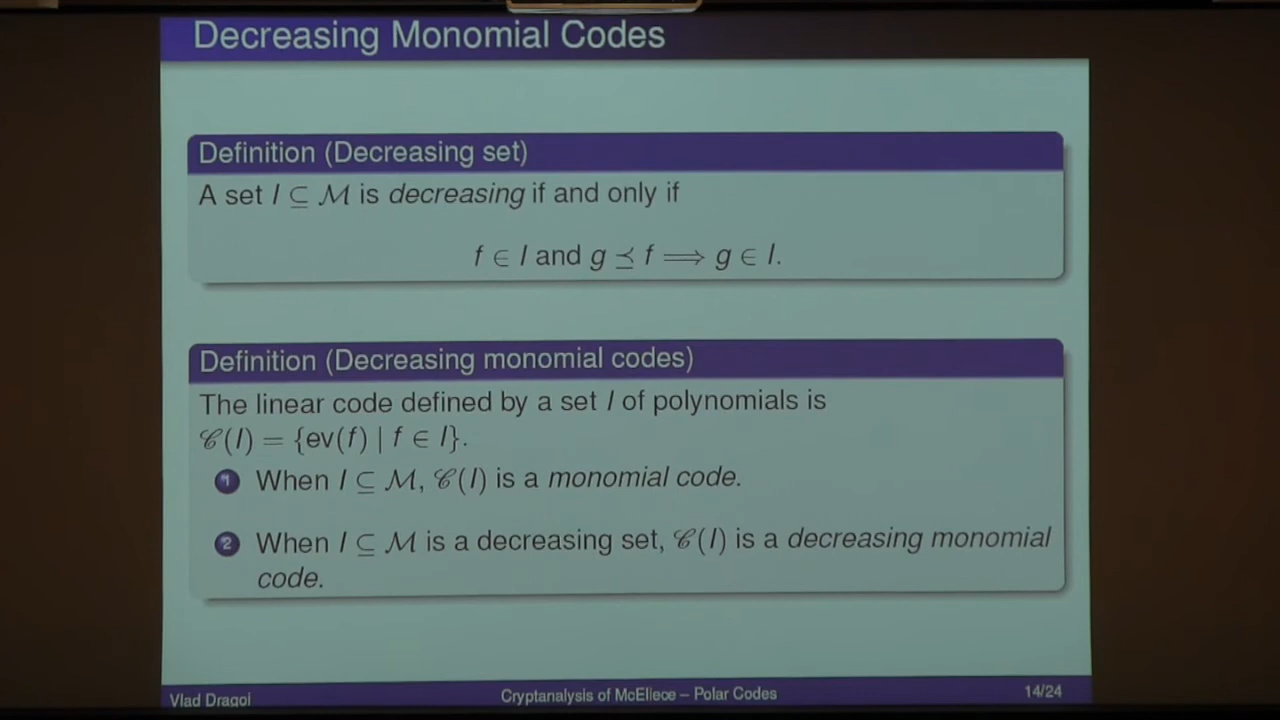 Decreasing Monomial Codes
Definition (Decreasing set)
A set I ⊆ ℳ is decreasing if and only if
f ∈ I and g ⪯ f ⟹ g ∈ I.
Definition (Decreasing monomial codes)
The linear code defined by a set I of polynomials is
𝒞(I) = {ev(f) | f ∈ I}.
1 When I ⊆ ℳ, 𝒞(I) is a monomial code.
2 When I ⊆ ℳ is a decreasing set, 𝒞(I) is a decreasing monomial
code.
Vlad Dragoi Cryptanalysis of McEliece – Polar Codes 14/24